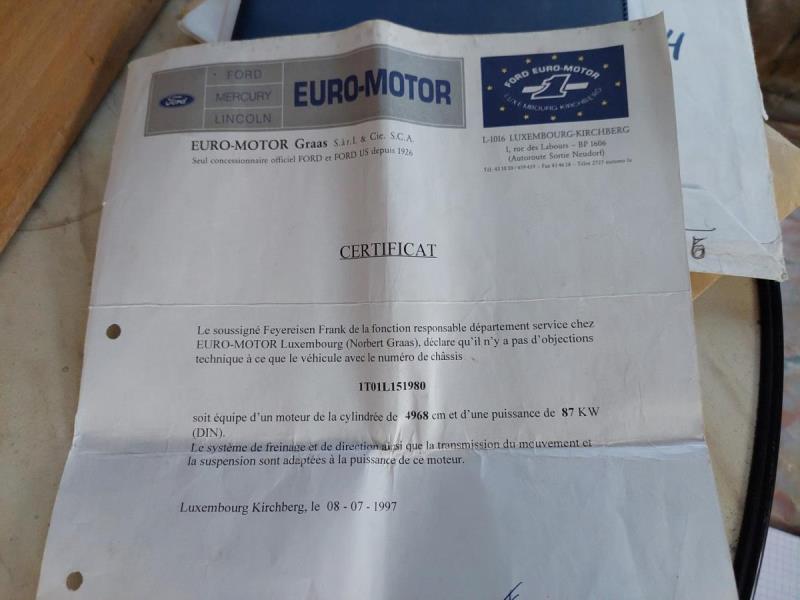 FORD
MERCURY
LINCOLN
Ford
EURO-MOTOR
FORD EURO-MOTOR
1
LUXEMBOURG KIRCHBERG
EURO-MOTOR Graas S.à r.l. & Cie. S.C.A.
Seul concessionnaire officiel FORD et FORD US depuis 1926
L-1016 LUXEMBOURG-KIRCHBERG
1, rue des Labours - BP 1606
(Autoroute Sortie Neudorf)
CERTIFICAT
Le soussigné Feyereisen Frank de la fonction responsable département service chez
EURO-MOTOR Luxembourg (Norbert Graas), déclare qu'il n'y a pas d'objections
technique à ce que le véhicule avec le numéro de châsis
1T01L151980
soit équipe d'un moteur de la cylindrée de 4968 cm et d'une puissance de 87 KW
(DIN).
Le système de freinage et de direction ainsi que la transmission du mouvement et
la suspension sont adaptées à la puissance de ce moteur.
Luxembourg Kirchberg, le 08 - 07 - 1997